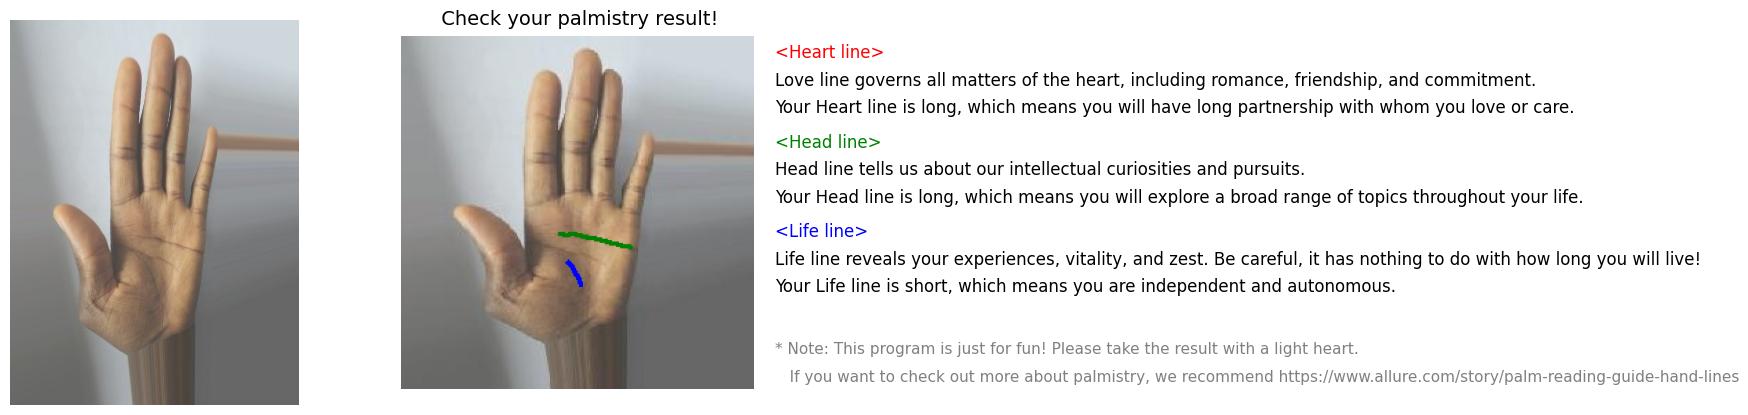 Check your palmistry result!
<Heart line>
Love line governs all matters of the heart, including romance, friendship, and commitment.
Your Heart line is long, which means you will have long partnership with whom you love or care.
<Head line>
Head line tells us about our intellectual curiosities and pursuits.
Your Head line is long, which means you will explore a broad range of topics throughout your life.
<Life line>
Life line reveals your experiences, vitality, and zest. Be careful, it has nothing to do with how long you will live!
Your Life line is short, which means you are independent and autonomous.
* Note: This program is just for fun! Please take the result with a light heart.
If you want to check out more about palmistry, we recommend https://www.allure.com/story/palm-reading-guide-hand-lines